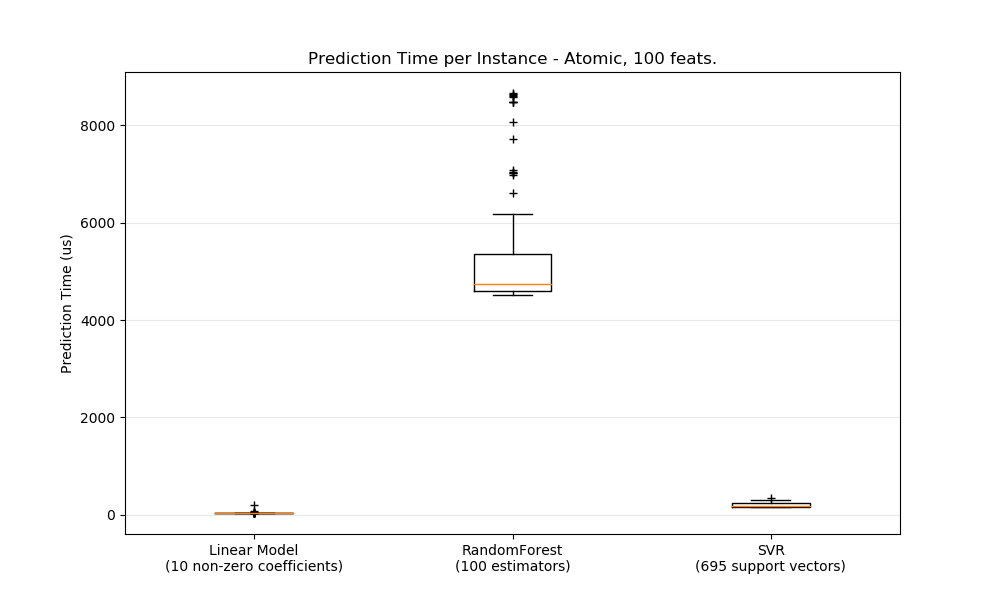 Prediction Time per Instance - Atomic, 100 feats.
Prediction Time (us)
8000
6000
4000
2000
0
Linear Model
(10 non-zero coefficients)
RandomForest
(100 estimators)
SVR
(695 support vectors)